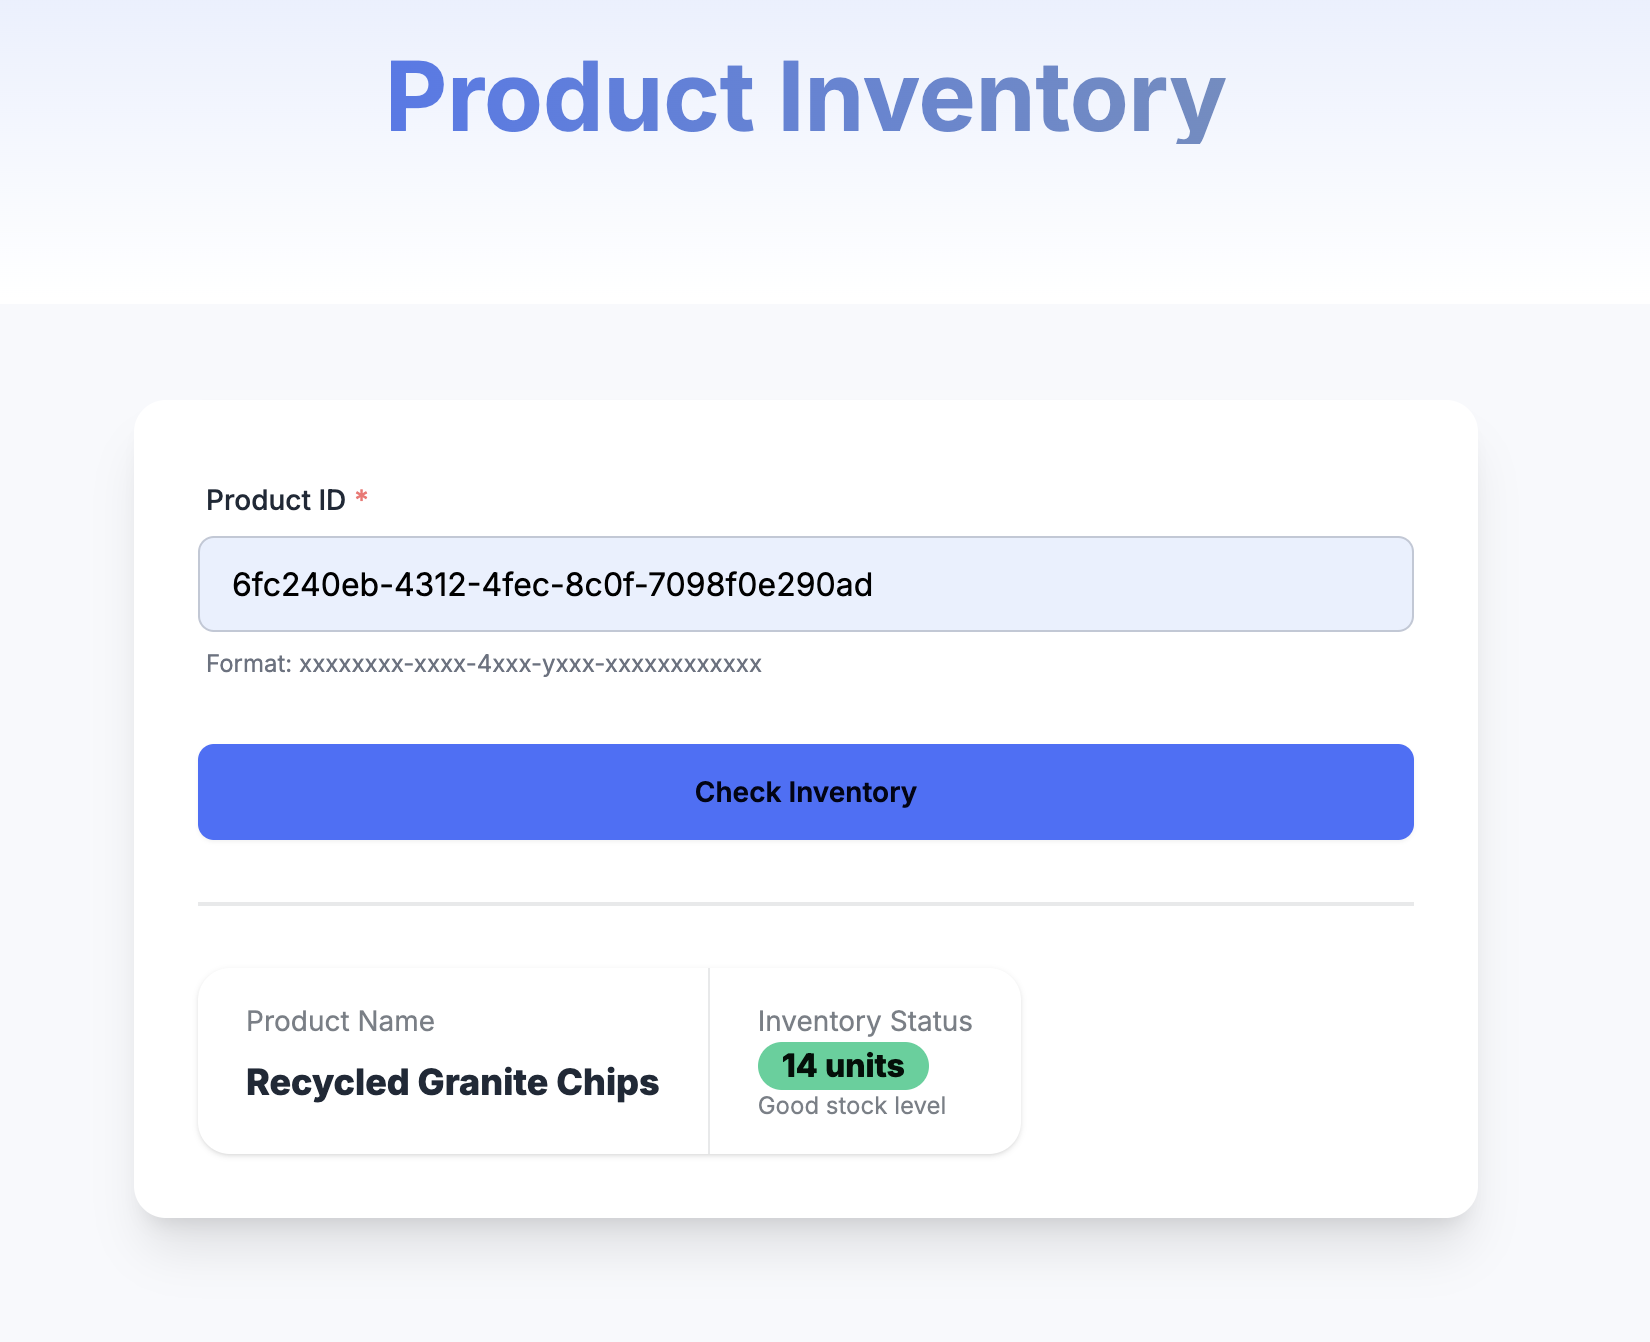 Product Inventory
Product ID *
6fc240eb-4312-4fec-8c0f-7098f0e290ad
Format: xxxxxxxx-xxxx-4xxx-yxxx-xxxxxxxxxxxx
Check Inventory
Product Name
Recycled Granite Chips
Inventory Status
14 units
Good stock level